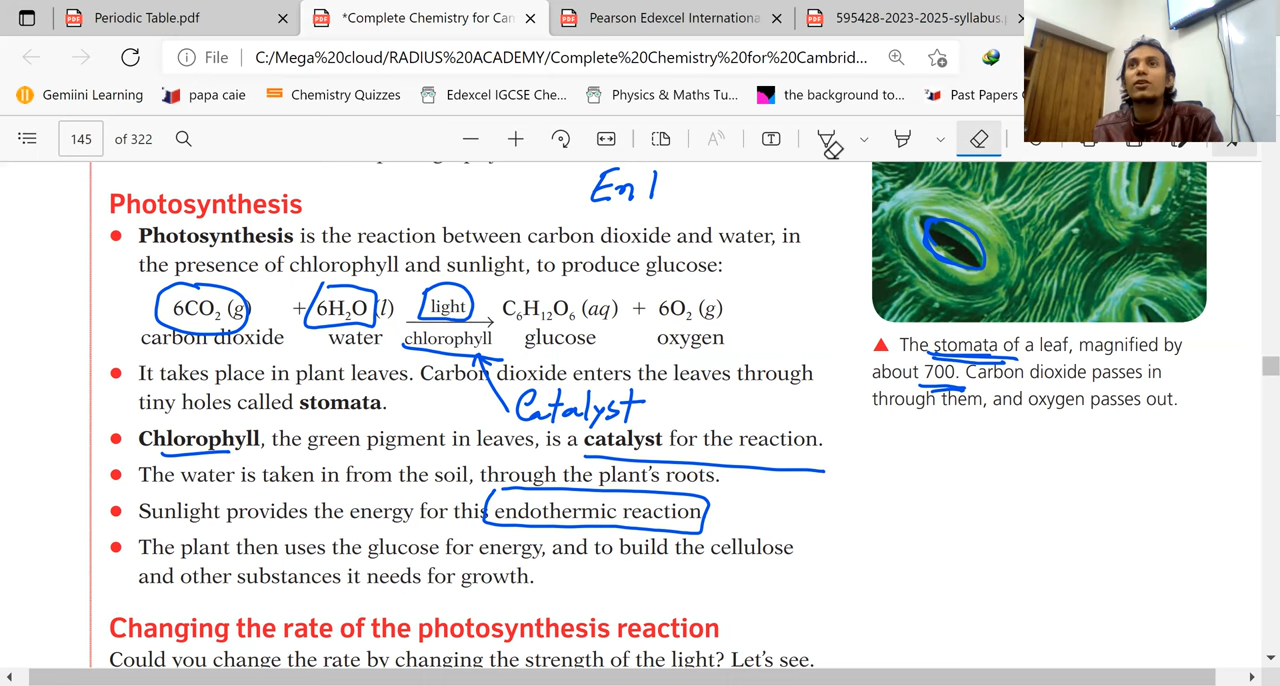 Periodic Table.pdf
*Complete Chemistry for Can
Pearson Edexcel Internationa
595428-2023-2025-syllabus.
File
C:/Mega%20cloud/RADIUS%20ACADEMY/Complete%20Chemistry%20for%20Cambrid...
Gemiini Learning
papa caie
Chemistry Quizzes
Edexcel IGCSE Che...
Physics & Maths Tu...
the background to...
Past Papers
145 of 322
En 1
Photosynthesis
• Photosynthesis is the reaction between carbon dioxide and water, in
the presence of chlorophyll and sunlight, to produce glucose:
light
6CO₂ (g) + 6H₂O (l) → C₆H₁₂O₆ (aq) + 6O₂ (g)
carbon dioxide water chlorophyll glucose oxygen
• It takes place in plant leaves. Carbon dioxide enters the leaves through
tiny holes called stomata.
Catalyst
• Chlorophyll, the green pigment in leaves, is a catalyst for the reaction.
• The water is taken in from the soil, through the plant's roots.
• Sunlight provides the energy for this endothermic reaction
• The plant then uses the glucose for energy, and to build the cellulose
and other substances it needs for growth.
Changing the rate of the photosynthesis reaction
Could you change the rate by changing the strength of the light? Let's see.
▲ The stomata of a leaf, magnified by
about 700. Carbon dioxide passes in
through them, and oxygen passes out.